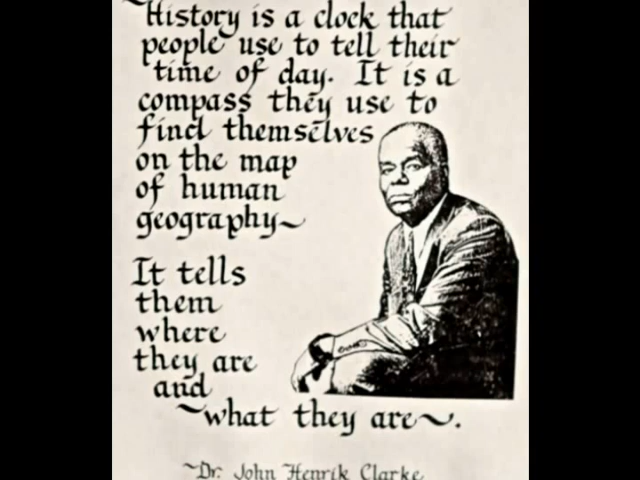 History is a clock that
people use to tell their
time of day. It is a
compass they use to
find themselves
on the map
of human
geography~
It tells
them
where
they are
and
~what they are~.
~Dr. John Henrik Clarke